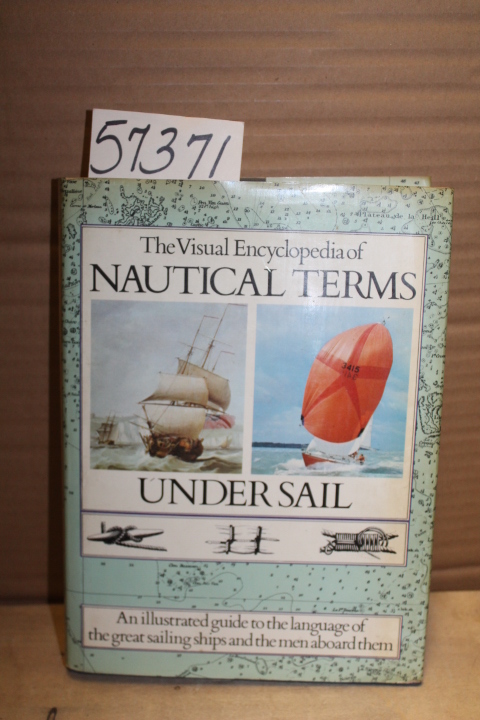 57371
The Visual Encyclopedia of
NAUTICAL TERMS
3415
UNDER SAIL
An illustrated guide to the language of
the great sailing ships and the men aboard them